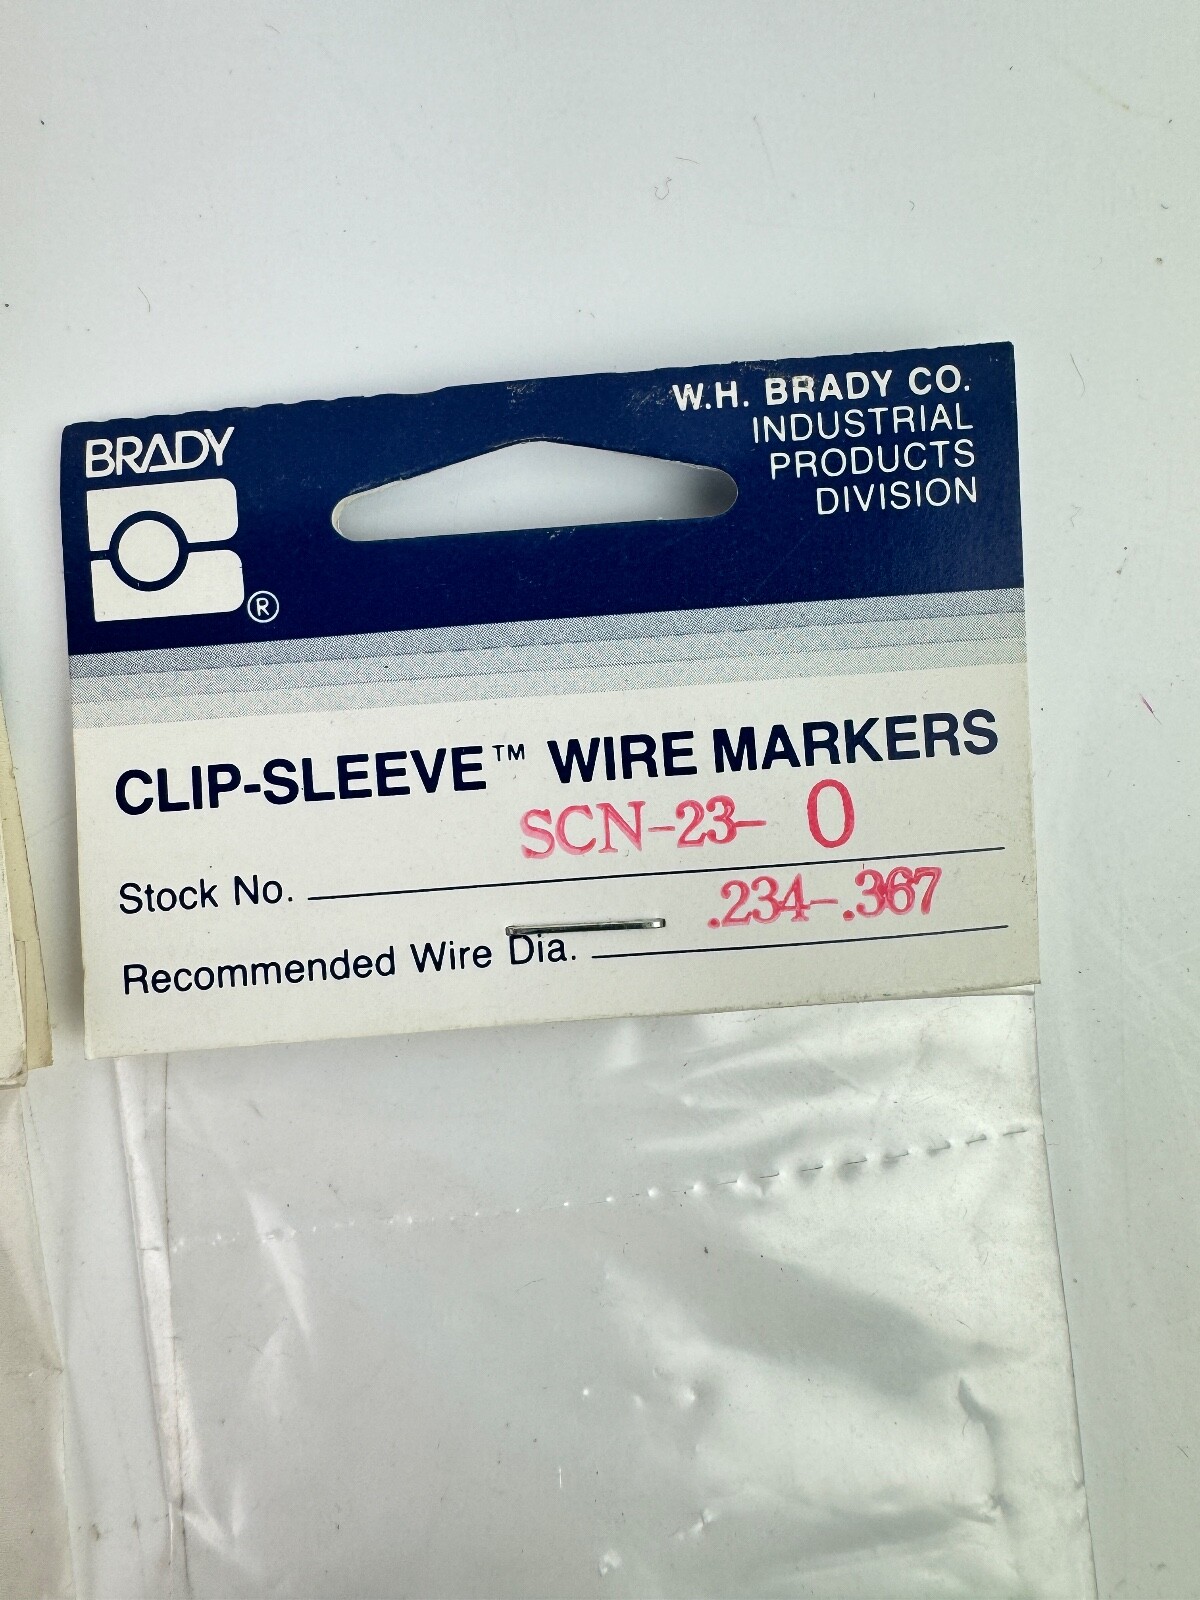 BRADY
®
W.H. BRADY CO.
INDUSTRIAL
PRODUCTS
DIVISION
CLIP-SLEEVE™ WIRE MARKERS
Stock No. SCN-23- 0
Recommended Wire Dia. .234-.367